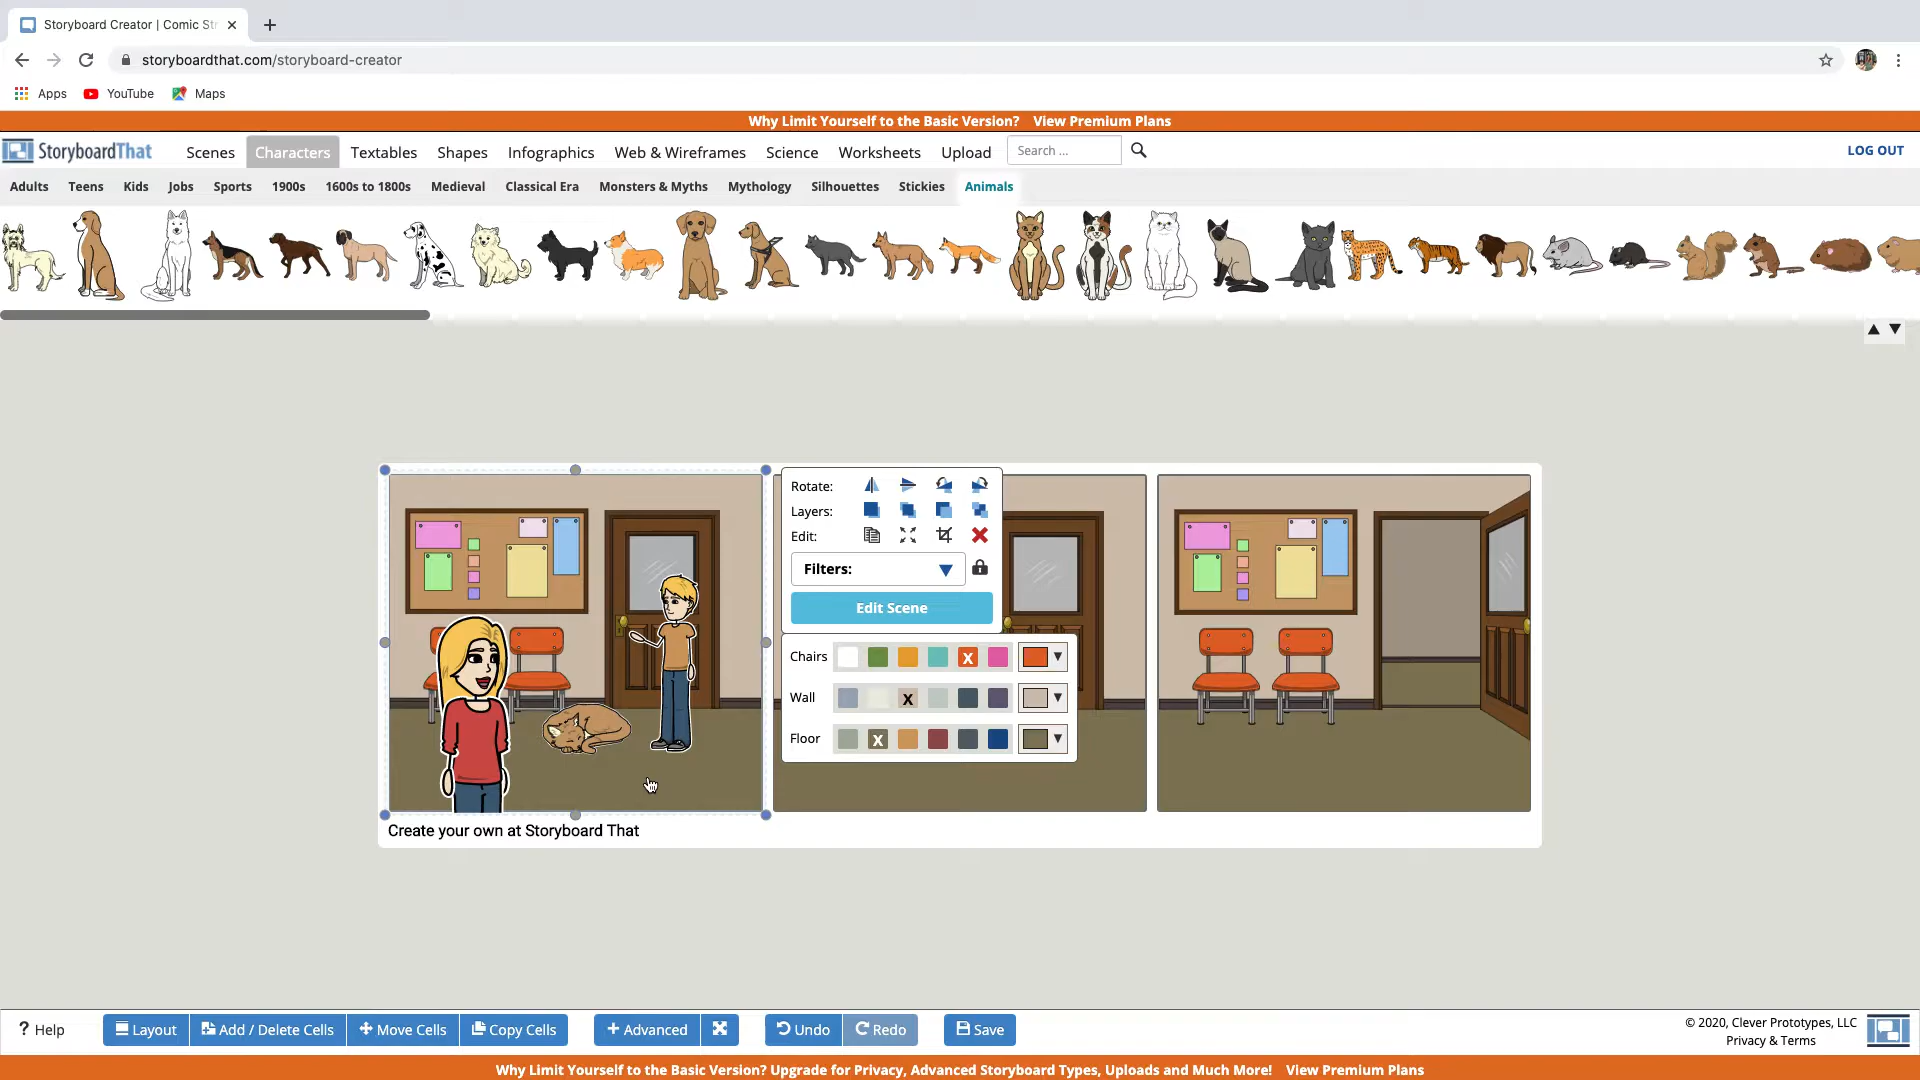 Storyboard Creator | Comic Str
storyboardthat.com/storyboard-creator
Apps YouTube Maps
Why Limit Yourself to the Basic Version? View Premium Plans
StoryboardThat Scenes Characters Textables Shapes Infographics Web & Wireframes Science Worksheets Upload Search ... LOG OUT
Adults Teens Kids Jobs Sports 1900s 1600s to 1800s Medieval Classical Era Monsters & Myths Mythology Silhouettes Stickies Animals
Rotate:
Layers:
Edit:
Filters:
Edit Scene
Chairs X
Wall X
Floor X
Create your own at Storyboard That
? Help Layout Add / Delete Cells Move Cells Copy Cells + Advanced Undo Redo Save © 2020, Clever Prototypes, LLC
Privacy & Terms
Why Limit Yourself to the Basic Version? Upgrade for Privacy, Advanced Storyboard Types, Uploads and Much More! View Premium Plans